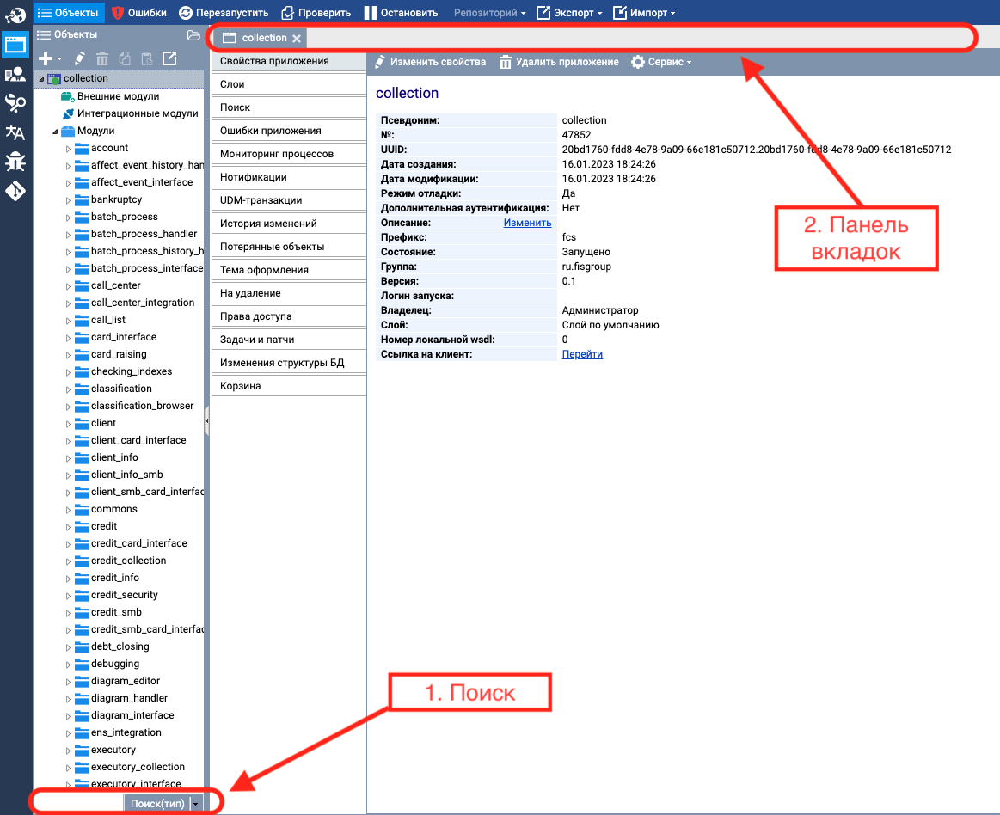 Объекты Ошибки Перезапустить Проверить Остановить Репозиторий Экспорт Импорт
Объекты
collection
Внешние модули
Интеграционные модули
Модули
account
affect_event_history_han
affect_event_interface
bankruptcy
batch_process
batch_process_handler
batch_process_history_h
batch_process_interface
call_center
call_center_integration
call_list
card_interface
card_raising
checking_indexes
classification
classification_browser
client
client_card_interface
client_info
client_info_smb
client_smb_card_interfac
commons
credit
credit_card_interface
credit_collection
credit_info
credit_security
credit_smb
credit_smb_card_interfac
debt_closing
debugging
diagram_editor
diagram_handler
diagram_interface
ens_integration
executory
executory_collection
executory_interface
Поиск(тип)
collection
Свойства приложения
Слои
Поиск
Ошибки приложения
Мониторинг процессов
Нотификации
UDM-транзакции
История изменений
Потерянные объекты
Тема оформления
На удаление
Права доступа
Задачи и патчи
Изменения структуры БД
Корзина
Изменить свойства Удалить приложение Сервис
collection
Псевдоним: collection
№: 47852
UUID: 20bd1760-fdd8-4e78-9a09-66e181c50712.20bd1760-fdd8-4e78-9a09-66e181c50712
Дата создания: 16.01.2023 18:24:26
Дата модификации: 16.01.2023 18:24:26
Режим отладки: Да
Дополнительная аутентификация: Нет
Описание: Изменить
Префикс: fcs
Состояние: Запущено
Группа: ru.fisgroup
Версия: 0.1
Логин запуска:
Владелец: Администратор
Слой: Слой по умолчанию
Номер локальной wsdl: 0
Ссылка на клиент: Перейти
2. Панель
вкладок
1. Поиск